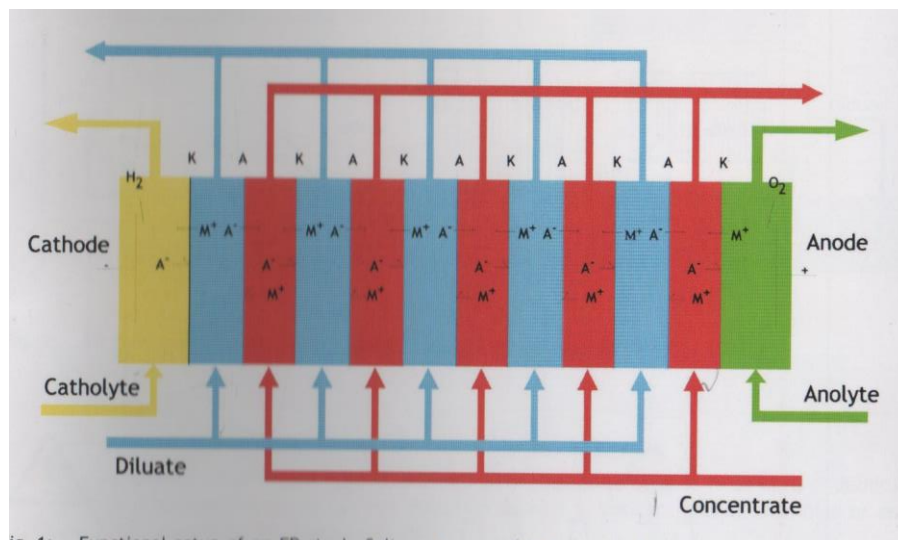 K A K A K A K A K A K
H₂ O₂
M⁺ A⁻ M⁺ A⁻ M⁺ A⁻ M⁺ A⁻ M⁺ A⁻ M⁺
Cathode Anode
A⁻ A⁻ A⁻ A⁻ A⁻ A⁻
- +
M⁺ M⁺ M⁺ M⁺ M⁺
Catholyte Anolyte
Diluate
Concentrate